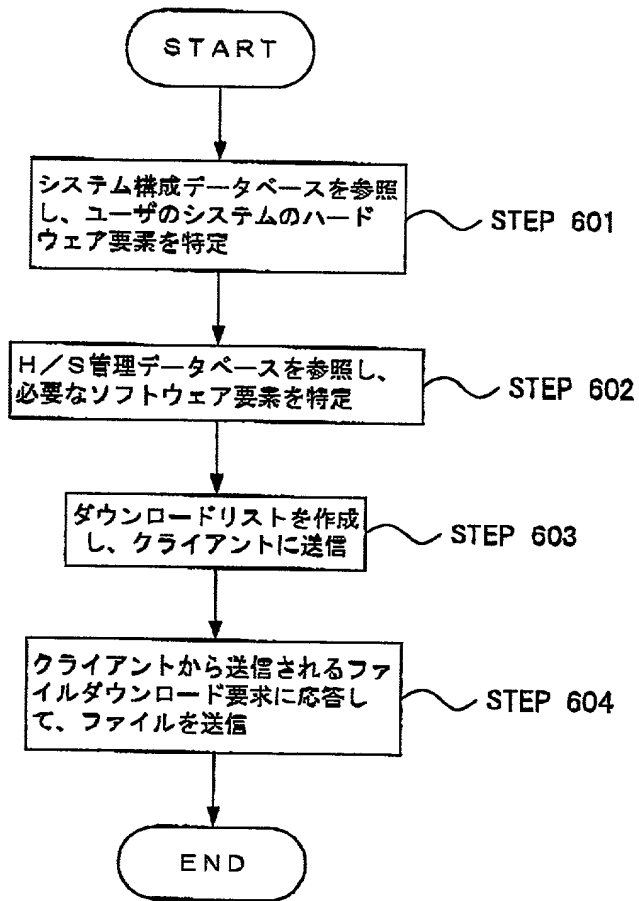 START
システム構成データベースを参照
し、ユーザのシステムのハード
ウェア要素を特定
STEP 601
H／S管理データベースを参照し、
必要なソフトウェア要素を特定
STEP 602
ダウンロードリストを作成
し、クライアントに送信
STEP 603
クライアントから送信されるファ
イルダウンロード要求に応答し
て、ファイルを送信
STEP 604
END